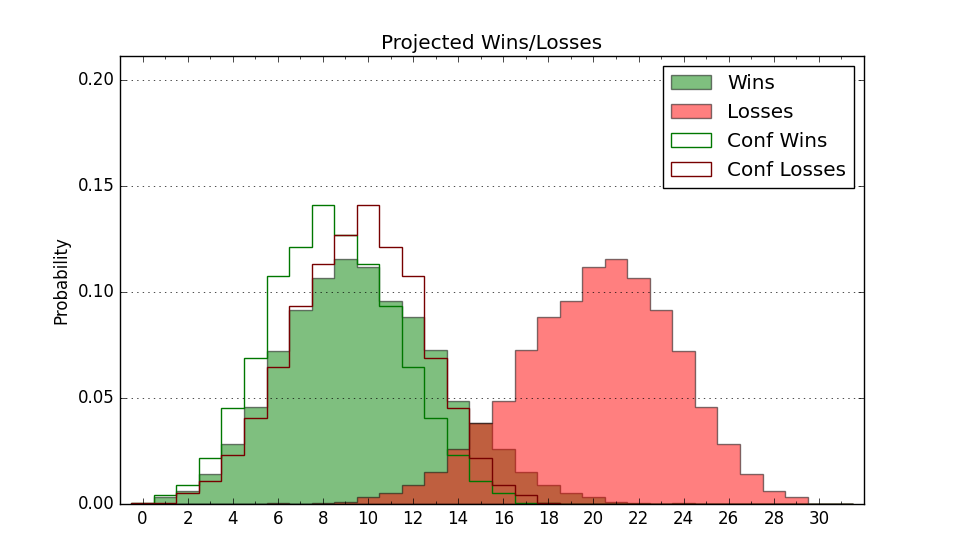 Projected Wins/Losses
0.20
0.15
0.10
0.05
0.00
Probability
Wins
Losses
Conf Wins
Conf Losses
0 2 4 6 8 10 12 14 16 18 20 22 24 26 28 30